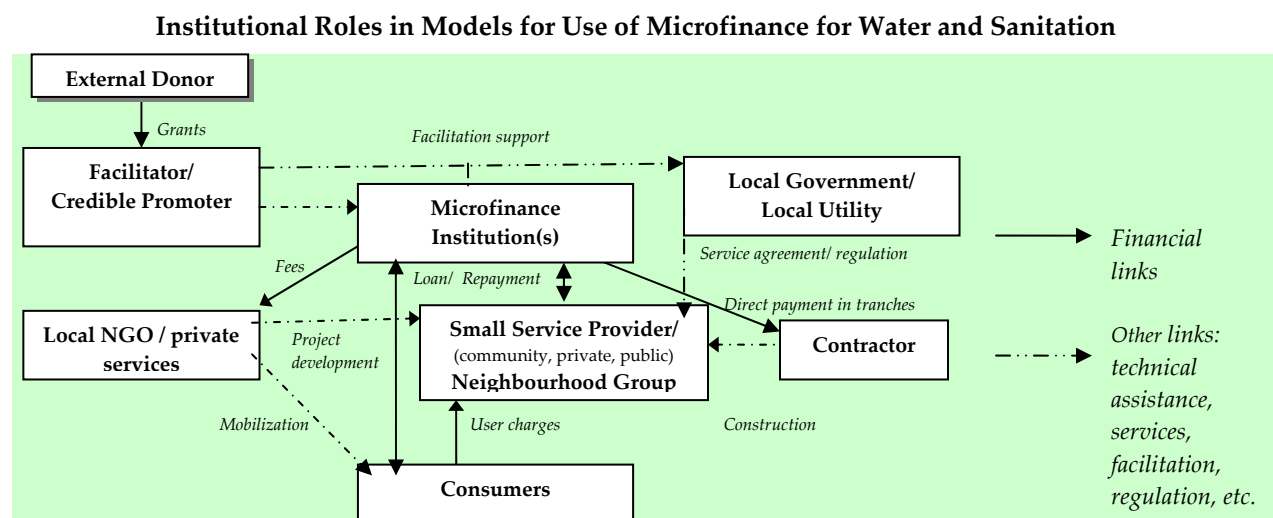 Institutional Roles in Models for Use of Microfinance for Water and Sanitation
External Donor
Grants
Facilitation support
Facilitator/
Credible Promoter
Local Government/
Local Utility
Microfinance
Institution(s)
Financial
links
Fees
Loan/ Repayment
Service agreement/ regulation
Direct payment in tranches
Local NGO / private
services
Project
development
Small Service Provider/
(community, private, public)
Neighbourhood Group
Contractor
Other links:
technical
assistance,
services,
facilitation,
regulation, etc.
Mobilization
User charges
Construction
Consumers